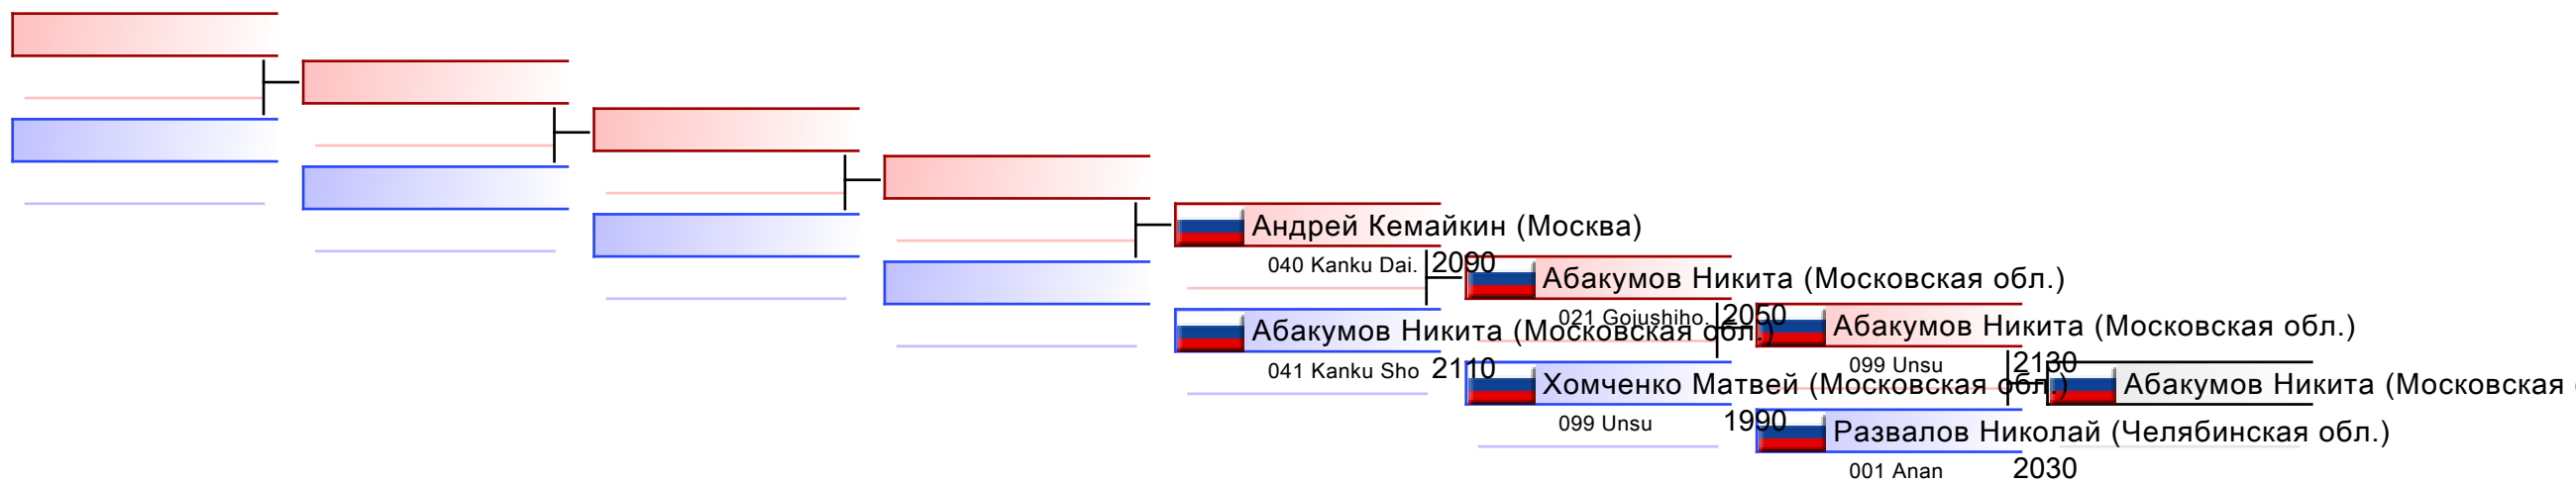 Андрей Кемайкин (Москва)
040 Kanku Dai. 2090
Абакумов Никита (Московская обл.)
041 Kanku Sho 2110
Абакумов Никита (Московская обл.)
021 Gojushiho. 2050
Хомченко Матвей (Московская обл.)
099 Unsu 1990
Абакумов Никита (Московская обл.)
099 Unsu 2130
Развалов Николай (Челябинская обл.)
001 Anan 2030
Абакумов Никита (Московская